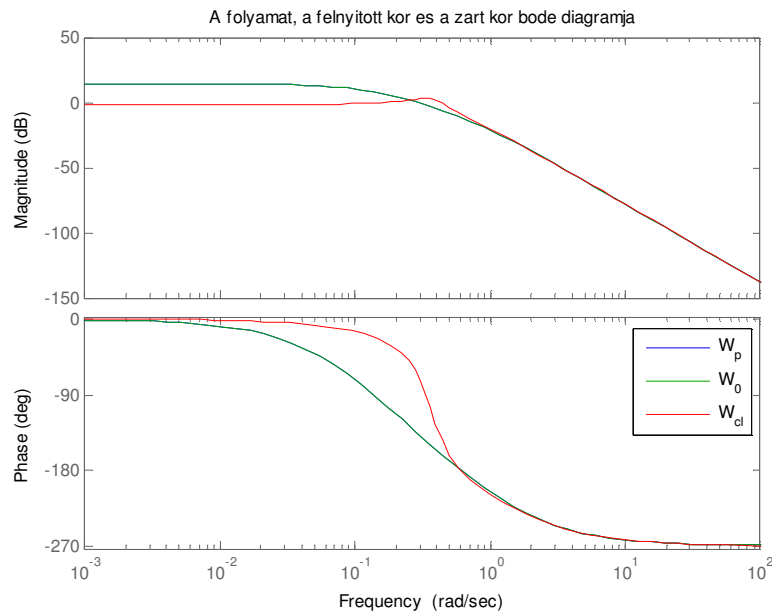 A folyamat, a felnyitott kor es a zart kor bode diagramja
Magnitude (dB)
50
0
-50
-100
-150
Phase (deg)
0
-90
-180
-270
W_p
W_0
W_cl
10^-3
10^-2
10^-1
10^0
10^1
10^2
Frequency (rad/sec)